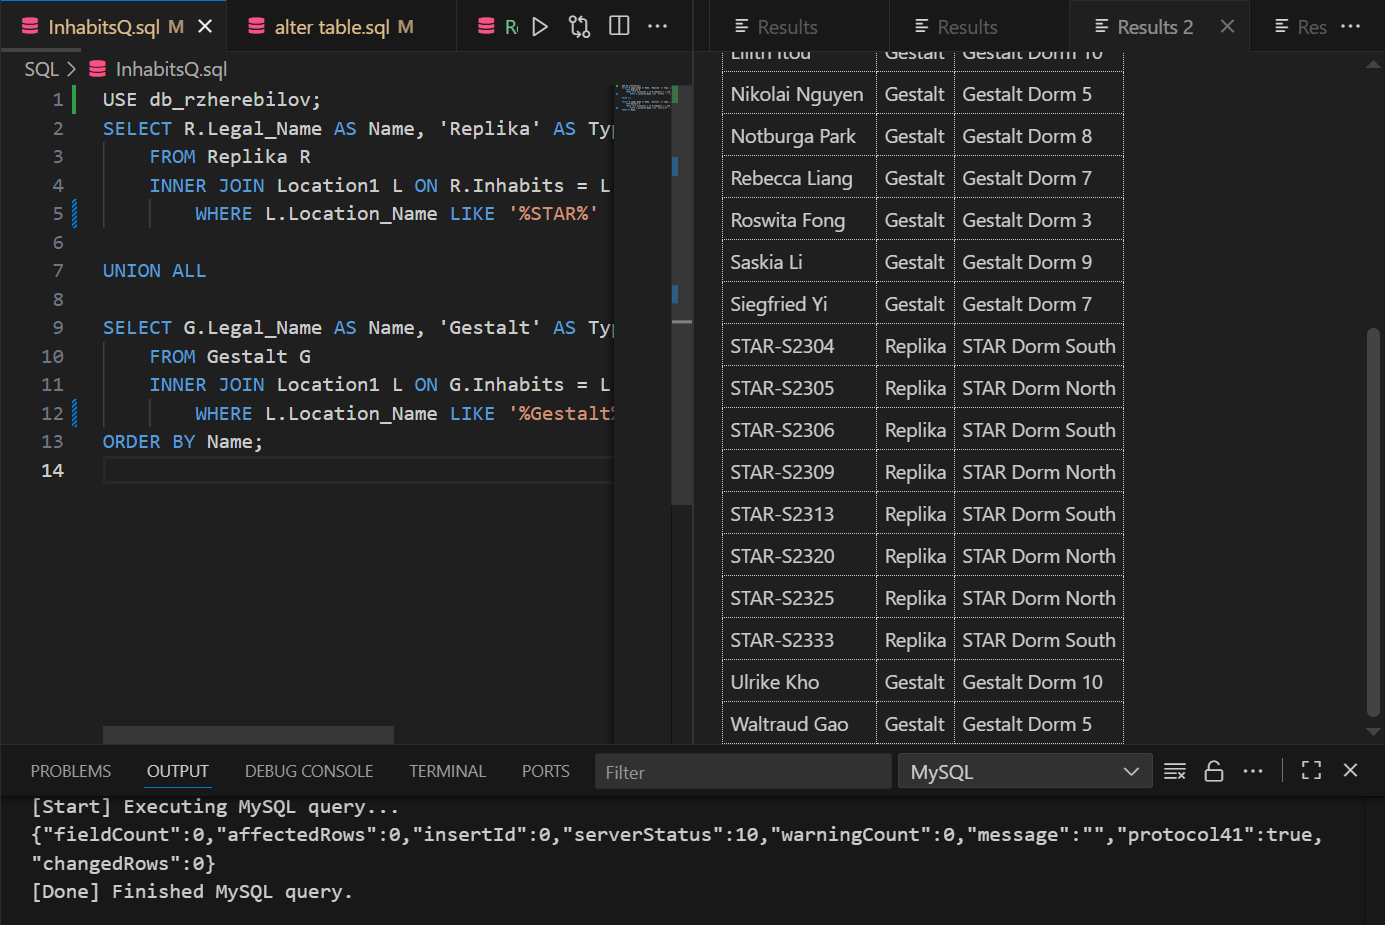 InhabitsQ.sql M
alter table.sql M
Results
Results
Results 2
Res
SQL > InhabitsQ.sql
1 USE db_rzherebilov;
2 SELECT R.Legal_Name AS Name, 'Replika' AS Ty
3 FROM Replika R
4 INNER JOIN Location1 L ON R.Inhabits = L
5 WHERE L.Location_Name LIKE '%STAR%'
6
7 UNION ALL
8
9 SELECT G.Legal_Name AS Name, 'Gestalt' AS Ty
10 FROM Gestalt G
11 INNER JOIN Location1 L ON G.Inhabits = L
12 WHERE L.Location_Name LIKE '%Gestalt%
13 ORDER BY Name;
14
Lilith Itou Gestalt Gestalt Dorm 10
Nikolai Nguyen Gestalt Gestalt Dorm 5
Notburga Park Gestalt Gestalt Dorm 8
Rebecca Liang Gestalt Gestalt Dorm 7
Roswita Fong Gestalt Gestalt Dorm 3
Saskia Li Gestalt Gestalt Dorm 9
Siegfried Yi Gestalt Gestalt Dorm 7
STAR-S2304 Replika STAR Dorm South
STAR-S2305 Replika STAR Dorm North
STAR-S2306 Replika STAR Dorm South
STAR-S2309 Replika STAR Dorm North
STAR-S2313 Replika STAR Dorm South
STAR-S2320 Replika STAR Dorm North
STAR-S2325 Replika STAR Dorm North
STAR-S2333 Replika STAR Dorm South
Ulrike Kho Gestalt Gestalt Dorm 10
Waltraud Gao Gestalt Gestalt Dorm 5
PROBLEMS OUTPUT DEBUG CONSOLE TERMINAL PORTS Filter MySQL
[Start] Executing MySQL query...
{"fieldCount":0,"affectedRows":0,"insertId":0,"serverStatus":10,"warningCount":0,"message":"","protocol41":true,
"changedRows":0}
[Done] Finished MySQL query.